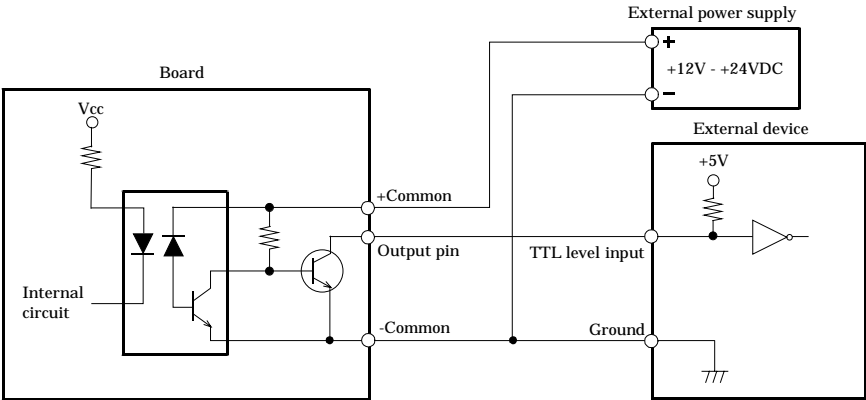 External power supply
+
+12V - +24VDC
−
Board
Vcc
External device
+5V
+Common
Output pin
TTL level input
Internal
circuit
-Common
Ground